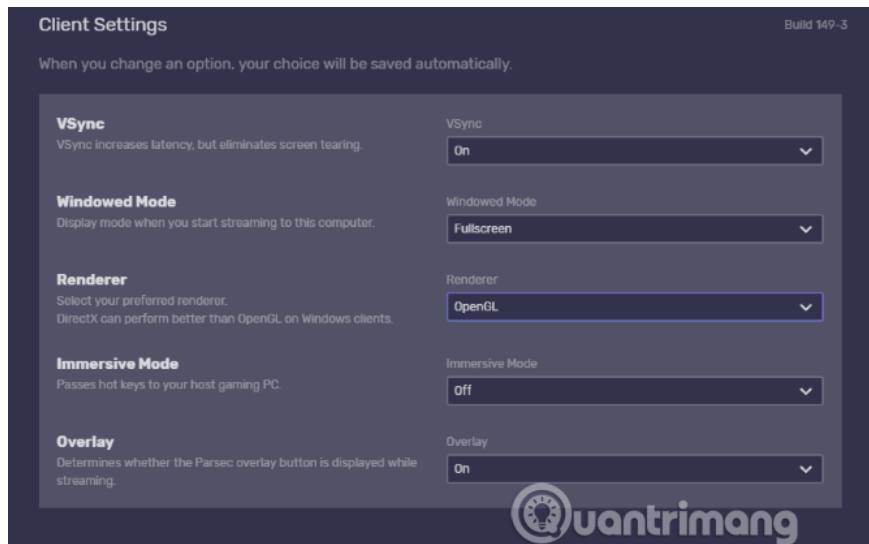 Client Settings
Build 149-3
When you change an option, your choice will be saved automatically.
VSync
VSync increases latency, but eliminates screen tearing.
VSync
On
Windowed Mode
Display mode when you start streaming to this computer.
Windowed Mode
Fullscreen
Renderer
Select your preferred renderer.
DirectX can perform better than OpenGL on Windows clients.
Renderer
OpenGL
Immersive Mode
Passes hot keys to your host gaming PC.
Immersive Mode
Off
Overlay
Determines whether the Parsec overlay button is displayed while
streaming.
Overlay
On
Quantrimang